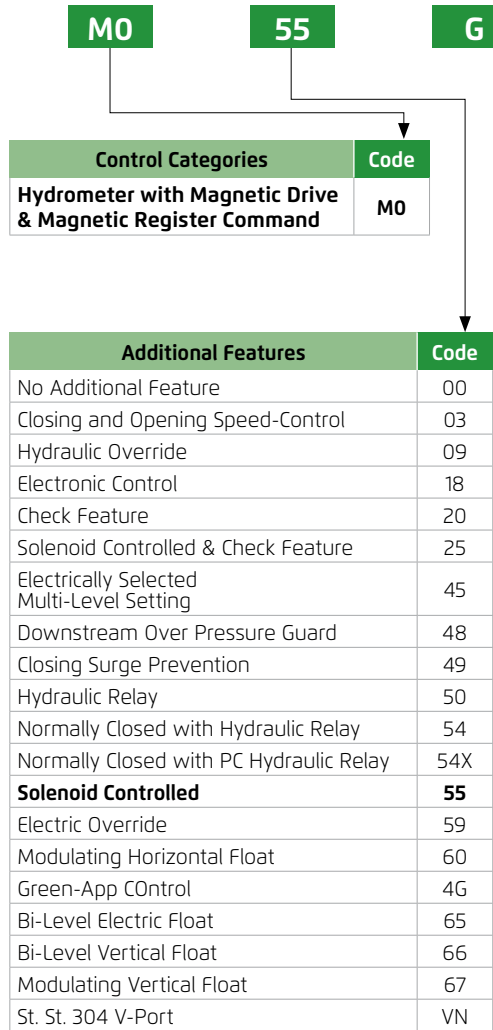 M0 55 G
Control Categories Code
Hydrometer with Magnetic Drive
& Magnetic Register Command M0
Additional Features Code
No Additional Feature 00
Closing and Opening Speed-Control 03
Hydraulic Override 09
Electronic Control 18
Check Feature 20
Solenoid Controlled & Check Feature 25
Electrically Selected
Multi-Level Setting 45
Downstream Over Pressure Guard 48
Closing Surge Prevention 49
Hydraulic Relay 50
Normally Closed with Hydraulic Relay 54
Normally Closed with PC Hydraulic Relay 54X
Solenoid Controlled 55
Electric Override 59
Modulating Horizontal Float 60
Green-App COntrol 4G
Bi-Level Electric Float 65
Bi-Level Vertical Float 66
Modulating Vertical Float 67
St. St. 304 V-Port VN